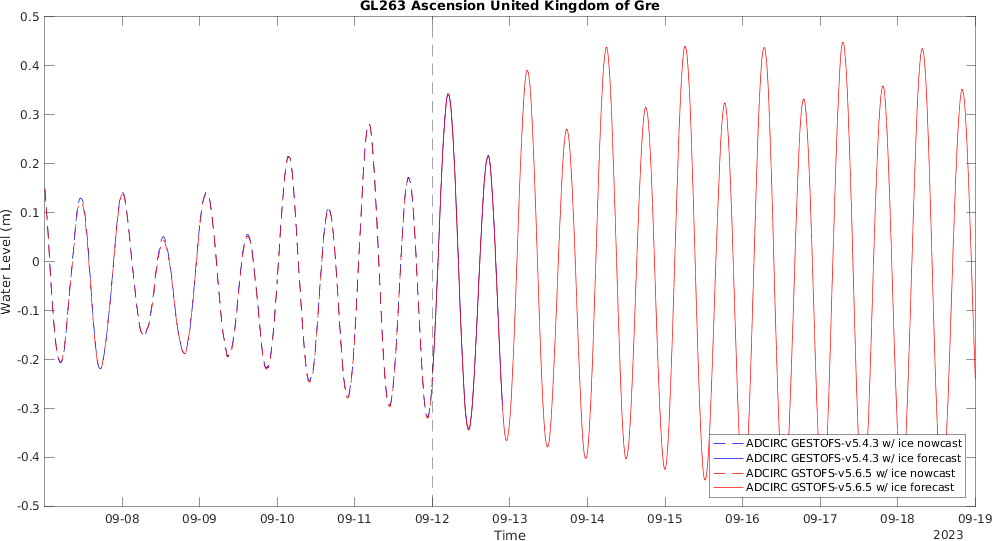 GL263 Ascension United Kingdom of Gre
Water Level (m)
0.5
0.4
0.3
0.2
0.1
0
-0.1
-0.2
-0.3
-0.4
-0.5
ADCIRC GESTOFS-v5.4.3 w/ ice nowcast
ADCIRC GESTOFS-v5.4.3 w/ ice forecast
ADCIRC GSTOFS-v5.6.5 w/ ice nowcast
ADCIRC GSTOFS-v5.6.5 w/ ice forecast
09-08 09-09 09-10 09-11 09-12 09-13 09-14 09-15 09-16 09-17 09-18 09-19
Time
2023